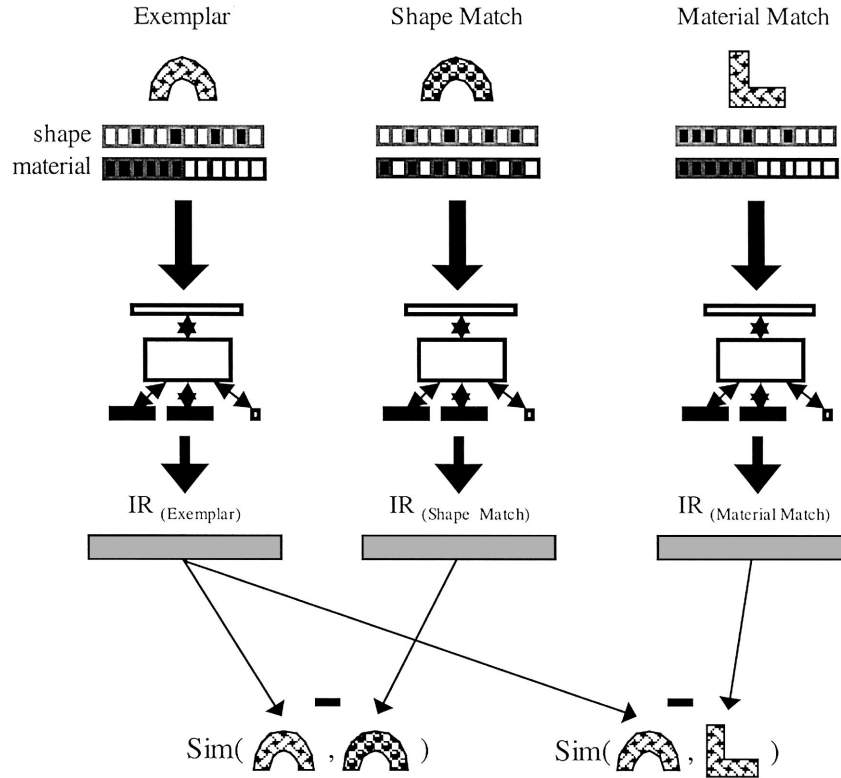 Exemplar Shape Match Material Match
shape
material
IR (Exemplar) IR (Shape Match) IR (Material Match)
Sim( , ) Sim( , )